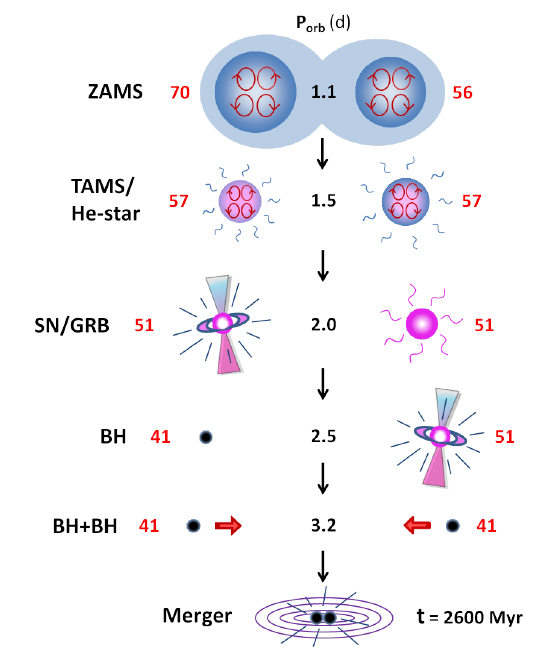 P orb (d)
ZAMS 70 1.1 56
TAMS/
He-star 57 1.5 57
SN/GRB 51 2.0 51
BH 41 2.5 51
BH+BH 41 3.2 41
Merger t = 2600 Myr